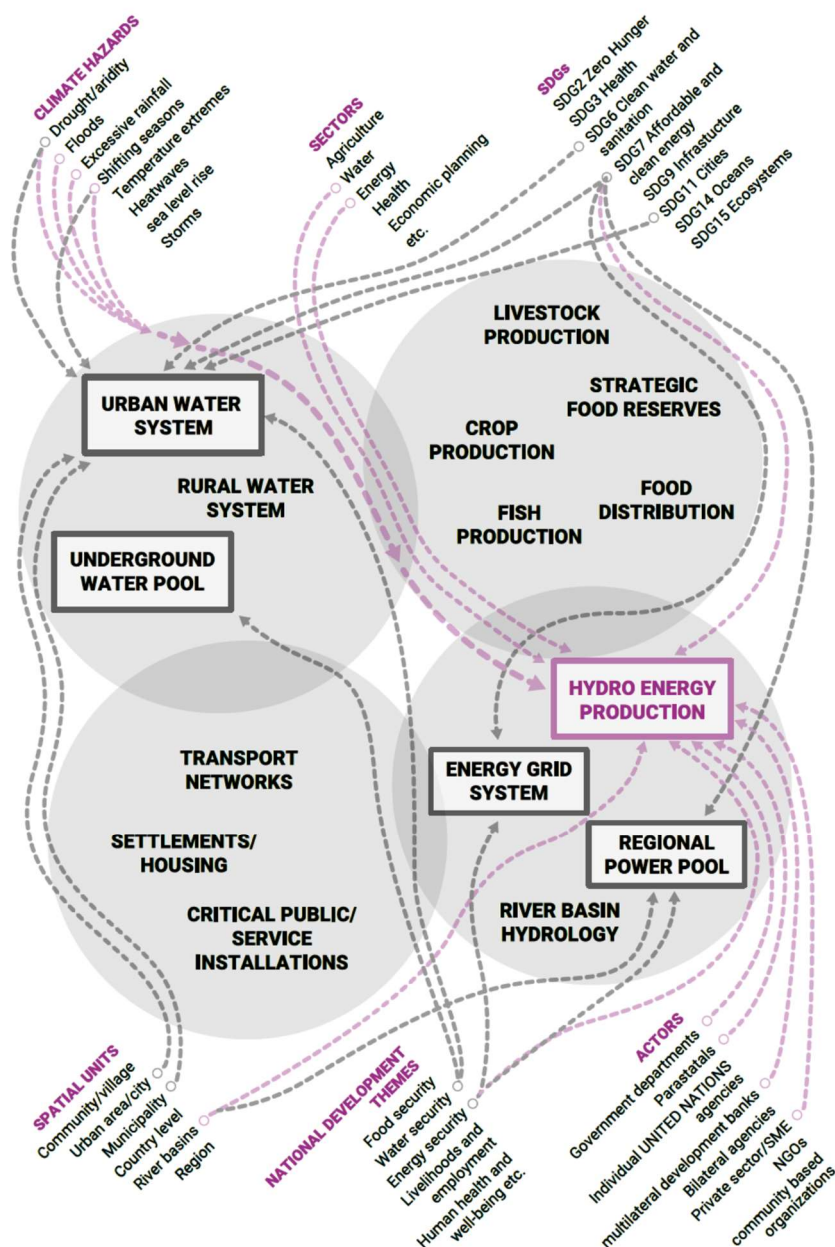 CLIMATE HAZARDS
Drought/aridity
Floods
Excessive rainfall
Shifting seasons
Temperature extremes
Heatwaves
sea level rise
Storms
SECTORS
Agriculture
Water
Energy
Health
Economic planning
etc.
SDGs
SDG2 Zero Hunger
SDG3 Health
SDG6 Clean water and
sanitation
SDG7 Affordable and
clean energy
SDG9 Infrastucture
SDG11 Cities
SDG14 Oceans
SDG15 Ecosystems
LIVESTOCK
PRODUCTION
STRATEGIC
FOOD RESERVES
CROP
PRODUCTION
FISH
PRODUCTION
FOOD
DISTRIBUTION
URBAN WATER
SYSTEM
RURAL WATER
SYSTEM
UNDERGROUND
WATER POOL
HYDRO ENERGY
PRODUCTION
ENERGY GRID
SYSTEM
REGIONAL
POWER POOL
RIVER BASIN
HYDROLOGY
TRANSPORT
NETWORKS
SETTLEMENTS/
HOUSING
CRITICAL PUBLIC/
SERVICE
INSTALLATIONS
SPATIAL UNITS
Community/village
Urban area/city
Municipality
Country level
River basins
Region
NATIONAL DEVELOPMENT
THEMES
Food security
Water security
Energy security
Livelihoods and
employment
Human health and
well-being etc.
ACTORS
Government departments
Parastatals
Individual UNITED NATIONS
agencies
multilateral development banks
Bilateral agencies
Private sector/SME
NGOs
community based
organizations